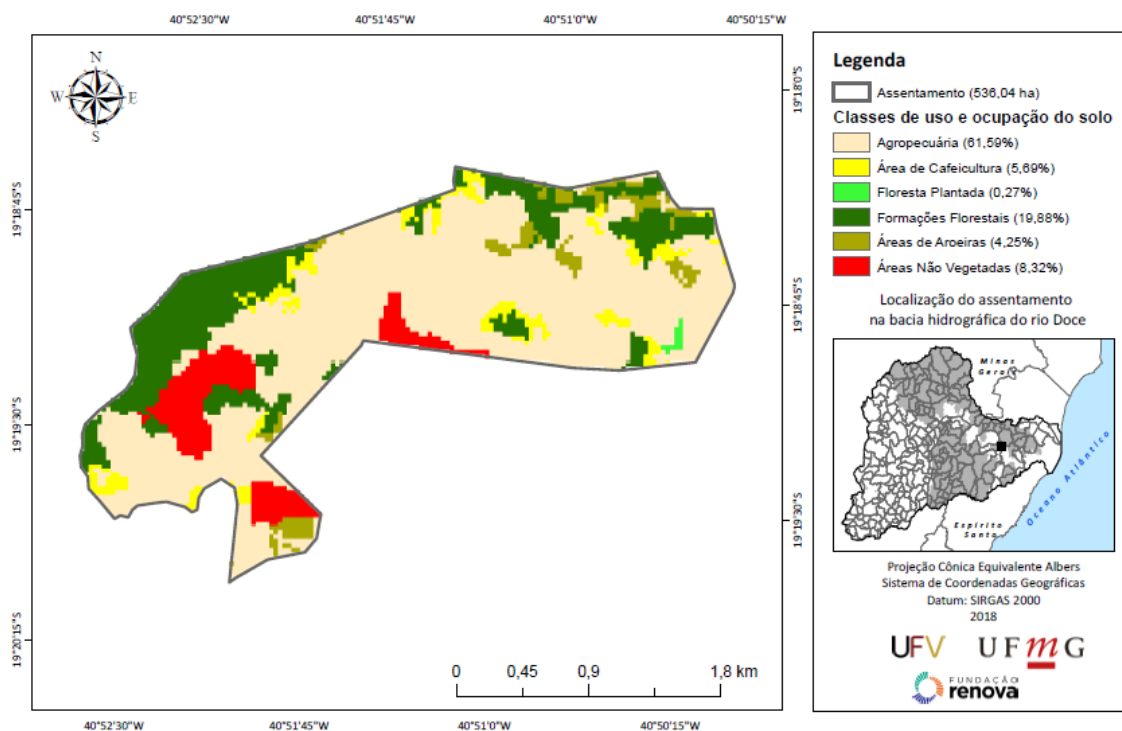 40°52'30"W
40°51'45"W
40°51'0"W
40°50'15"W
N
W
E
S
19°18'0"S
19°18'45"S
19°18'45"S
19°19'30"S
19°19'30"S
19°20'15"S
0
0,45
0,9
1,8 km
40°52'30"W
40°51'45"W
40°51'0"W
40°50'15"W
Legenda
Assentamento (536,04 ha)
Classes de uso e ocupação do solo
Agropecuária (61,59%)
Área de Cafeicultura (5,69%)
Floresta Plantada (0,27%)
Formações Florestais (19,88%)
Áreas de Aroeiras (4,25%)
Áreas Não Vegetadas (8,32%)
Localização do assentamento
na bacia hidrográfica do rio Doce
Minas
Gerais
Oceano Atlântico
Espírito
Santo
Projeção Cônica Equivalente Albers
Sistema de Coordenadas Geográficas
Datum: SIRGAS 2000
2018
UFV
UFmG
FUNDAÇÃO
renova